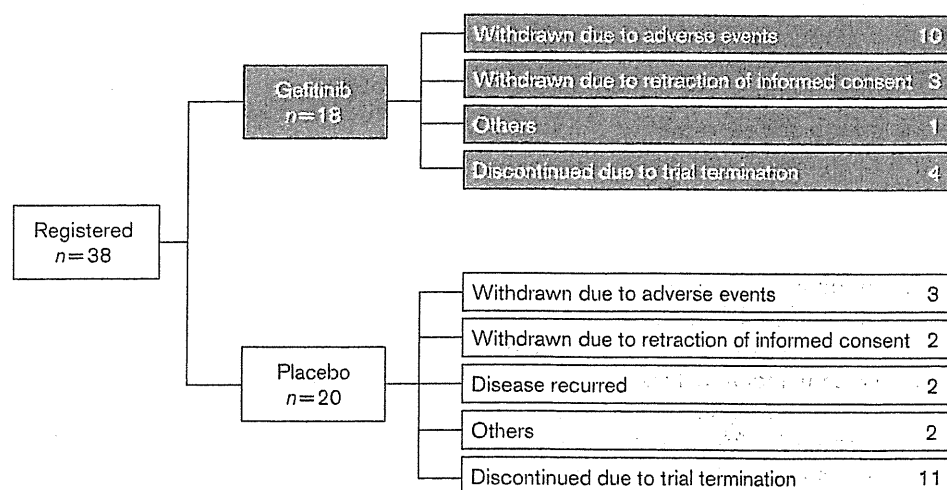 Registered
n=38
Gefitinib
n=18
Withdrawn due to adverse events 10
Withdrawn due to retraction of informed consent 3
Others 1
Discontinued due to trial termination 4
Placebo
n=20
Withdrawn due to adverse events 3
Withdrawn due to retraction of informed consent 2
Disease recurred 2
Others 2
Discontinued due to trial termination 11